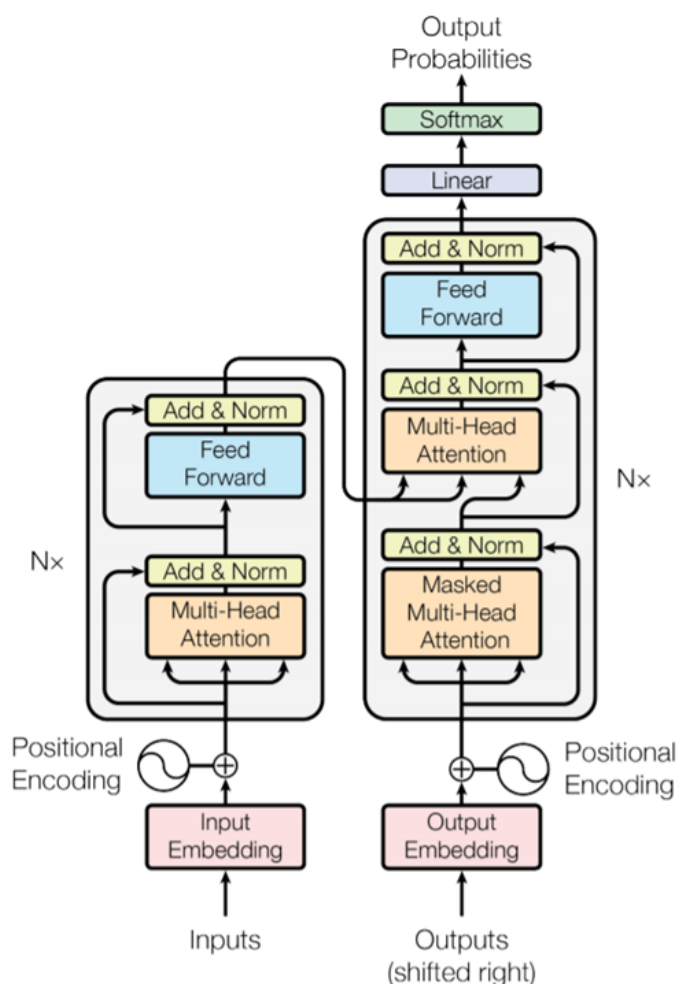 Output
Probabilities
Softmax
Linear
Add & Norm
Feed
Forward
Add & Norm
Multi-Head
Attention
Add & Norm
Masked
Multi-Head
Attention
Nx
Add & Norm
Feed
Forward
Add & Norm
Multi-Head
Attention
Nx
Positional
Encoding
Positional
Encoding
Input
Embedding
Output
Embedding
Inputs
Outputs
(shifted right)